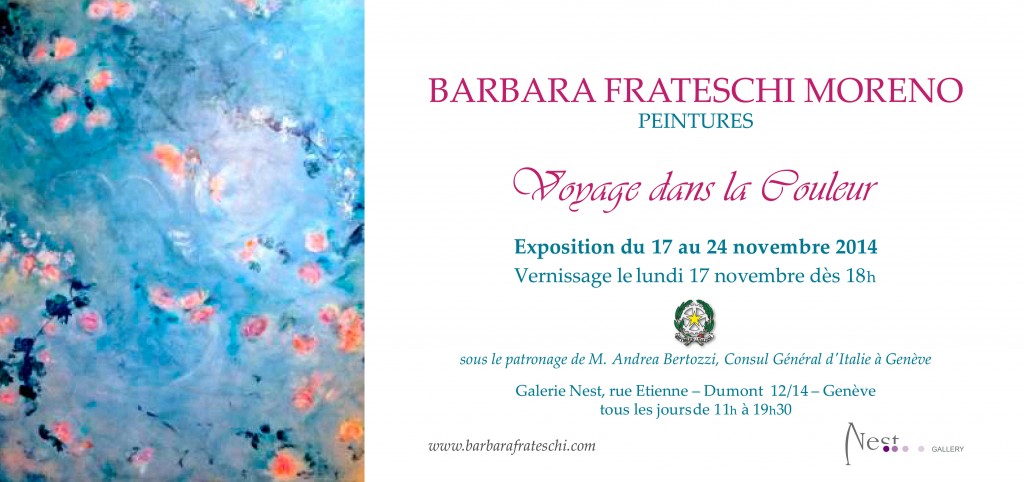 BARBARA FRATESCHI MORENO
PEINTURES
Voyage dans la Couleur
Exposition du 17 au 24 novembre 2014
Vernissage le lundi 17 novembre dès 18h
sous le patronage de M. Andrea Bertozzi, Consul Général d'Italie à Genève
Galerie Nest, rue Etienne – Dumont 12/14 – Genève
tous les jours de 11h à 19h30
www.barbarafrateschi.com
Nest GALLERY